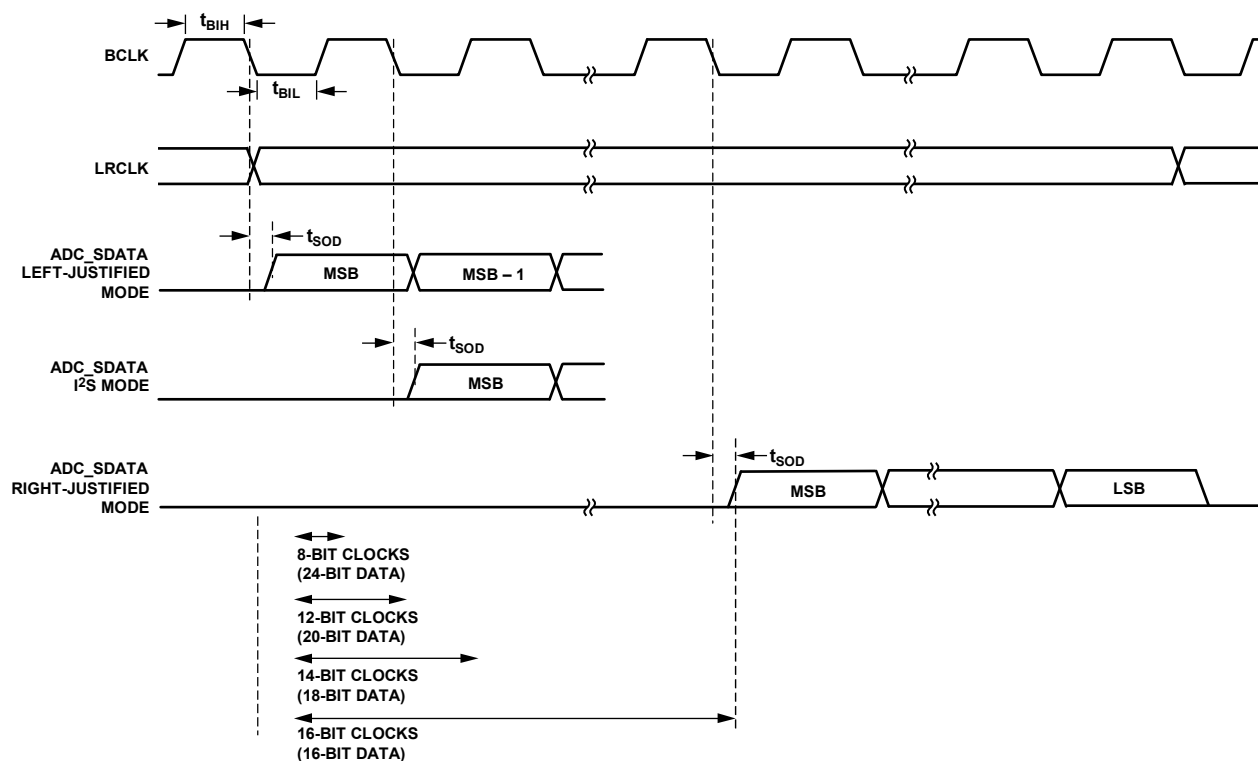 tBIH
BCLK
tBIL
LRCLK
ADC_SDATA
LEFT-JUSTIFIED
MODE
tSOD
MSB
MSB – 1
ADC_SDATA
I²S MODE
tSOD
MSB
ADC_SDATA
RIGHT-JUSTIFIED
MODE
tSOD
MSB
LSB
8-BIT CLOCKS
(24-BIT DATA)
12-BIT CLOCKS
(20-BIT DATA)
14-BIT CLOCKS
(18-BIT DATA)
16-BIT CLOCKS
(16-BIT DATA)